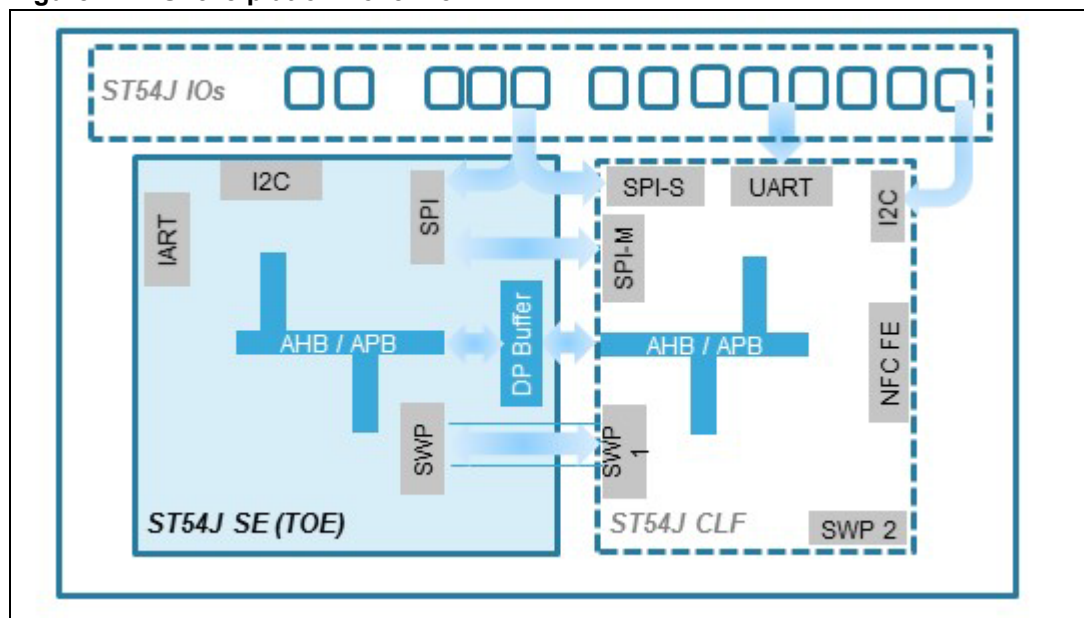 ST54J IOs
I2C
IART
SPI
SPI-S
UART
I2C
SPI-M
AHB / APB
DP Buffer
AHB / APB
NFC FE
SWP
SWP 1
ST54J SE (TOE)
ST54J CLF
SWP 2